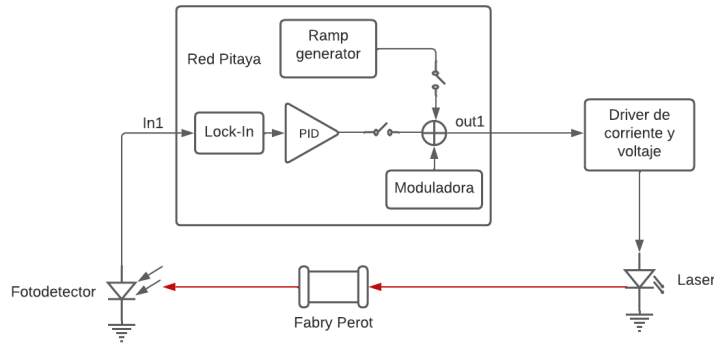 Ramp
generator
Red Pitaya
In1
Lock-In
PID
out1
Moduladora
Driver de
corriente y
voltaje
Fotodetector
Fabry Perot
Laser